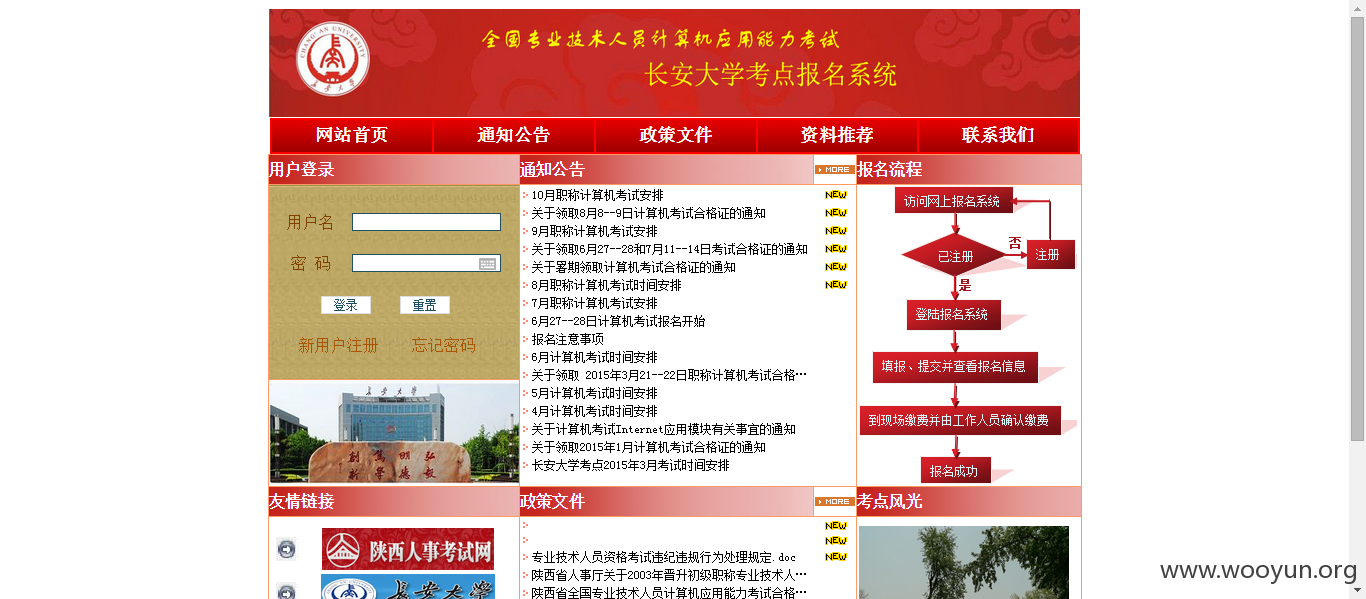 CHANG'AN UNIVERSITY
长安大学
全国专业技术人员计算机应用能力考试
长安大学考点报名系统
网站首页 通知公告 政策文件 资料推荐 联系我们
用户登录
用户名
密 码
登录 重置
新用户注册 忘记密码
长安大学
弘毅明德笃学创新
通知公告 MORE
10月职称计算机考试安排 NEW
关于领取8月8--9日计算机考试合格证的通知 NEW
9月职称计算机考试安排 NEW
关于领取6月27--28和7月11--14日考试合格证的通知 NEW
关于暑期领取计算机考试合格证的通知 NEW
8月职称计算机考试时间安排 NEW
7月职称计算机考试安排
6月27--28日计算机考试报名开始
报名注意事项
6月计算机考试时间安排
关于领取 2015年3月21--22日职称计算机考试合格…
5月计算机考试时间安排
4月计算机考试时间安排
关于计算机考试Internet应用模块有关事宜的通知
关于领取2015年1月计算机考试合格证的通知
长安大学考点2015年3月考试时间安排
报名流程
访问网上报名系统
已注册
否
注册
是
登陆报名系统
填报、提交并查看报名信息
到现场缴费并由工作人员确认缴费
报名成功
友情链接
陕西人事考试网
长安大学
政策文件 MORE
NEW
NEW
专业技术人员资格考试违纪违规行为处理规定.doc NEW
陕西省人事厅关于2003年晋升初级职称专业技术人…
陕西省全国专业技术人员计算机应用能力考试合格…
考点风光
www.wooyun.org